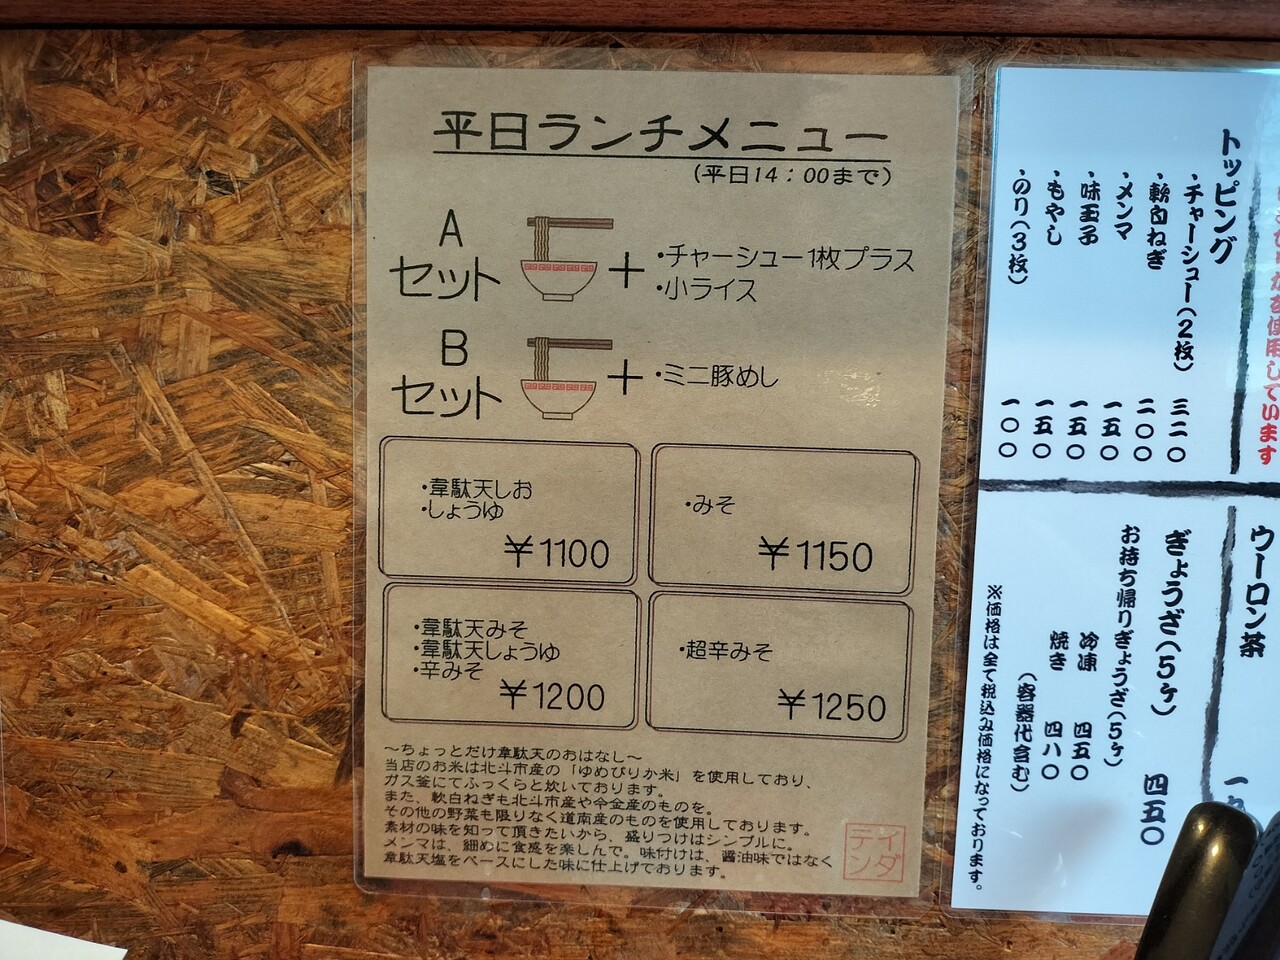 平日ランチメニュー
(平日14:00まで)
A
セット
+
・チャーシュー1枚プラス
・小ライス
B
セット
+
・ミニ豚めし
・韋駄天しお
・しょうゆ
¥1100
・みそ
¥1150
・韋駄天みそ
・韋駄天しょうゆ
・辛みそ
¥1200
・超辛みそ
¥1250
～ちょっとだけ韋駄天のおはなし～
当店のお米は北斗市産の「ゆめぴりか米」を使用しており、
ガス釜にてふっくらと炊いております。
また、軟白ねぎも北斗市産や今金産のものを。
その他の野菜も限りなく道南産のものを使用しております。
素材の味を知って頂きたいから、盛りつけはシンプルに。
メンマは、細めに食感を楽しんで。味付けは、醤油味ではなく
韋駄天塩をベースにした味に仕上げております。
イダテン
を使用しています
トッピング
・チャーシュー(2枚) 三二〇
・軟白ねぎ 二〇〇
・メンマ 一五〇
・味玉子 一五〇
・もやし 一五〇
・のり(3枚) 一〇〇
ウーロン茶
ぎょうざ(5ヶ) 四五〇
お持ち帰りぎょうざ(5ヶ)
冷凍 四五〇
焼き 四八〇
(容器代含む)
※価格は全て税込み価格になっております。